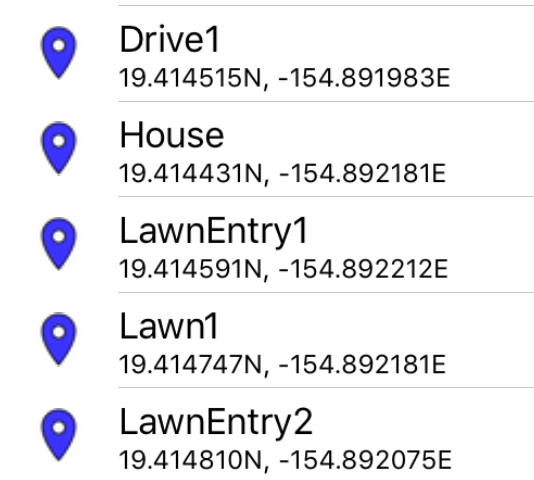 Drive1
19.414515N, -154.891983E
House
19.414431N, -154.892181E
LawnEntry1
19.414591N, -154.892212E
Lawn1
19.414747N, -154.892181E
LawnEntry2
19.414810N, -154.892075E